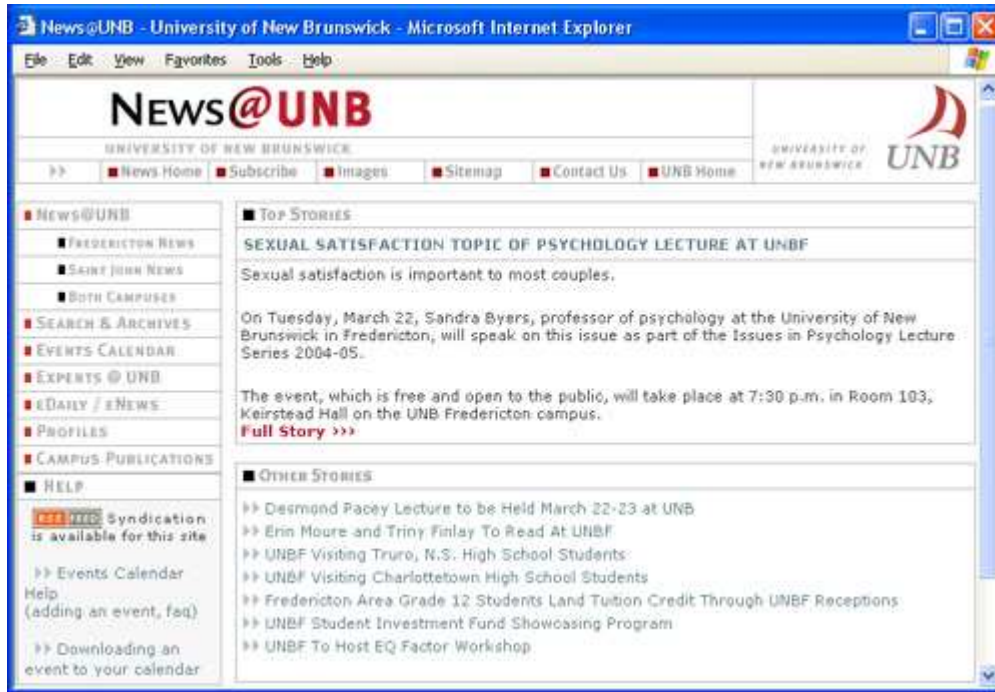 News@UNB - University of New Brunswick - Microsoft Internet Explorer
File Edit View Favorites Tools Help
NEWS@UNB
UNIVERSITY OF NEW BRUNSWICK
UNIVERSITY OF
NEW BRUNSWICK
UNB
News Home Subscribe Images Sitemap Contact Us UNB Home
NEWS@UNB
FREDERICTON NEWS
SAINT JOHN NEWS
BOTH CAMPUSES
SEARCH & ARCHIVES
EVENTS CALENDAR
EXPERTS @ UNB
EDAILY / ENEWS
PROFILES
CAMPUS PUBLICATIONS
HELP
Syndication
is available for this site
Events Calendar
Help
(adding an event, faq)
Downloading an
event to your calendar
TOP STORIES
SEXUAL SATISFACTION TOPIC OF PSYCHOLOGY LECTURE AT UNBF
Sexual satisfaction is important to most couples.
On Tuesday, March 22, Sandra Byers, professor of psychology at the University of New
Brunswick in Fredericton, will speak on this issue as part of the Issues in Psychology Lecture
Series 2004-05.
The event, which is free and open to the public, will take place at 7:30 p.m. in Room 103,
Keirstead Hall on the UNB Fredericton campus.
Full Story >>>
OTHER STORIES
Desmond Pacey Lecture to be Held March 22-23 at UNB
Erin Moure and Triny Finlay To Read At UNBF
UNBF Visiting Truro, N.S. High School Students
UNBF Visiting Charlottetown High School Students
Fredericton Area Grade 12 Students Land Tuition Credit Through UNBF Receptions
UNBF Student Investment Fund Showcasing Program
UNBF To Host EQ Factor Workshop